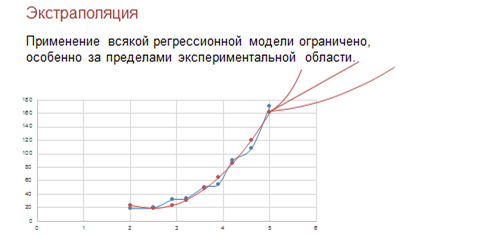 Экстраполяция
Применение всякой регрессионной модели ограничено,
особенно за пределами экспериментальной области.
180
160
140
120
100
80
60
40
20
0
0 1 2 3 4 5 6